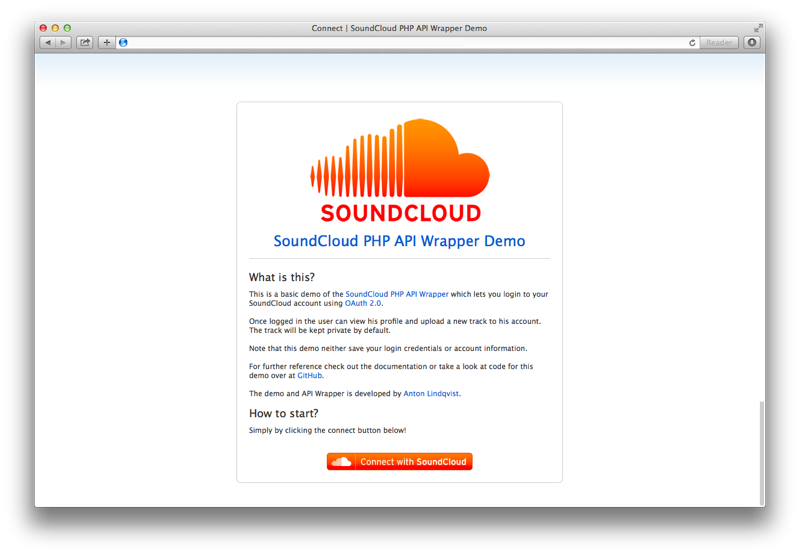 Connect | SoundCloud PHP API Wrapper Demo
Reader
SOUNDCLOUD
SoundCloud PHP API Wrapper Demo
What is this?
This is a basic demo of the SoundCloud PHP API Wrapper which lets you login to your
SoundCloud account using OAuth 2.0.
Once logged in the user can view his profile and upload a new track to his account.
The track will be kept private by default.
Note that this demo neither save your login credentials or account information.
For further reference check out the documentation or take a look at code for this
demo over at GitHub.
The demo and API Wrapper is developed by Anton Lindqvist.
How to start?
Simply by clicking the connect button below!
Connect with SoundCloud